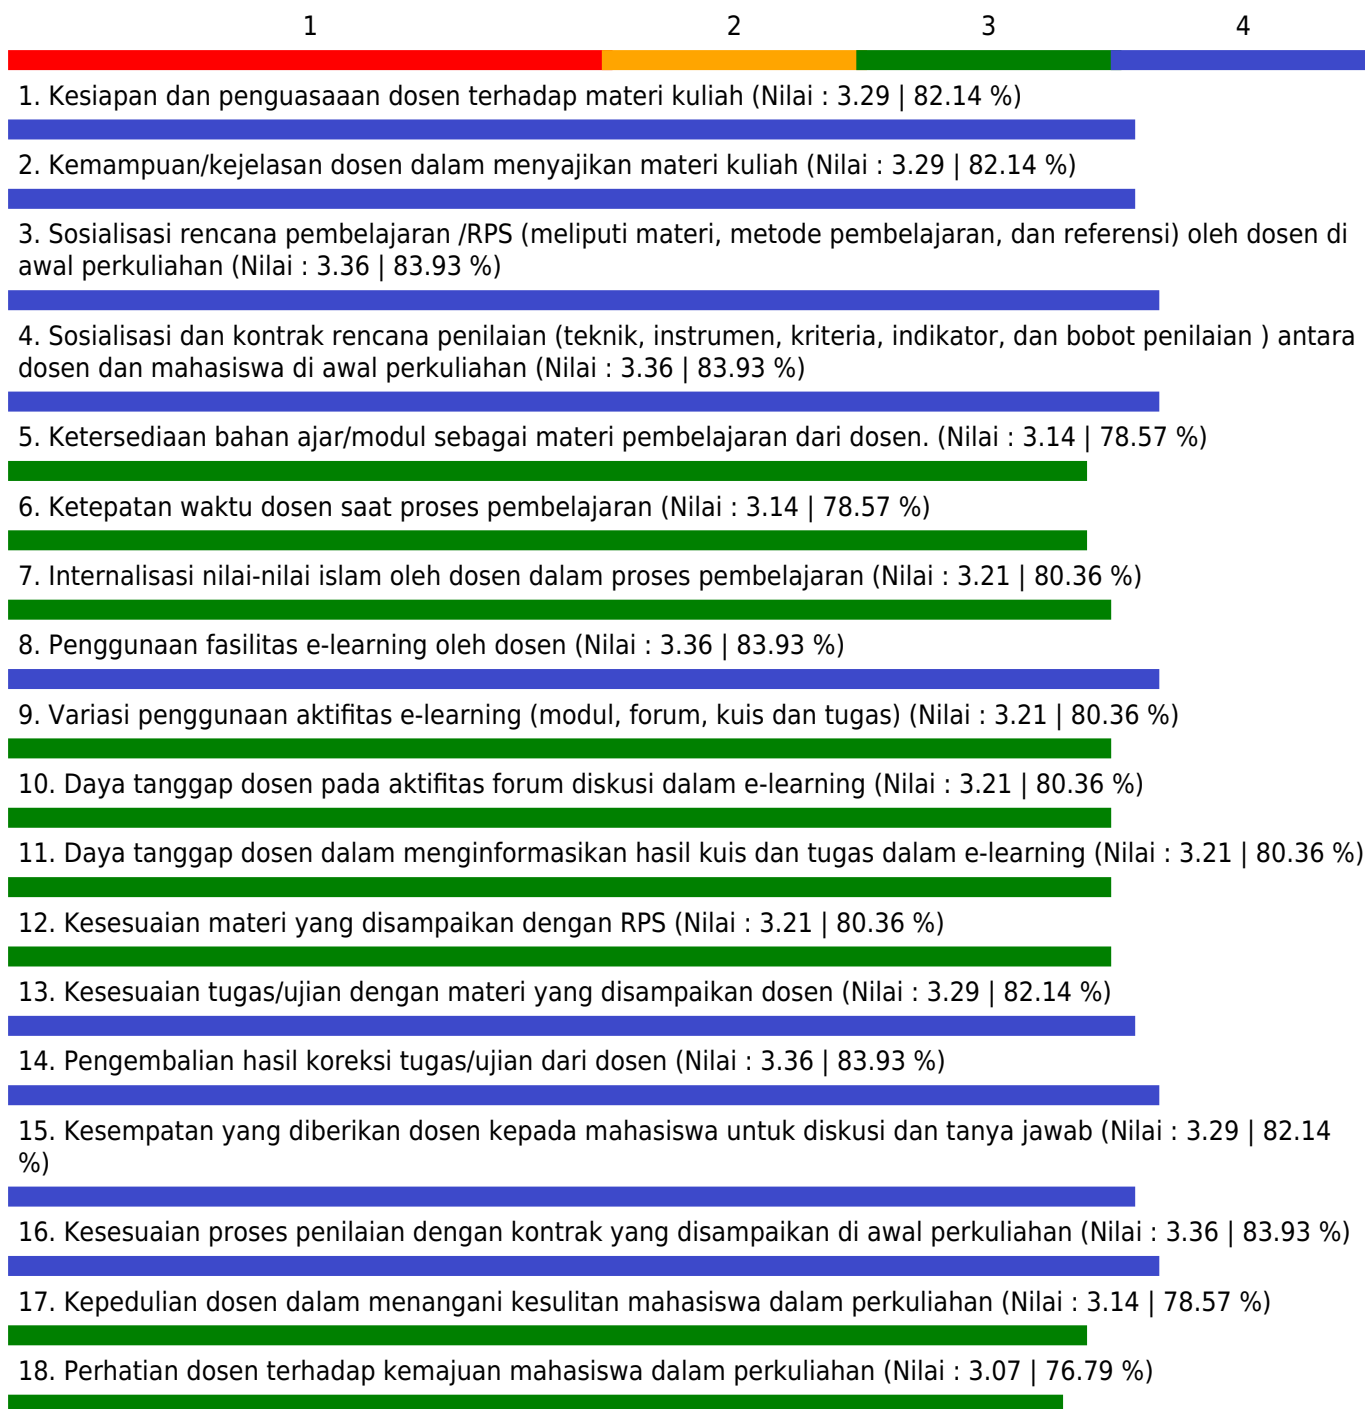 1 2 3 4
1. Kesiapan dan penguasaaan dosen terhadap materi kuliah (Nilai : 3.29 | 82.14 %)
2. Kemampuan/kejelasan dosen dalam menyajikan materi kuliah (Nilai : 3.29 | 82.14 %)
3. Sosialisasi rencana pembelajaran /RPS (meliputi materi, metode pembelajaran, dan referensi) oleh dosen di
awal perkuliahan (Nilai : 3.36 | 83.93 %)
4. Sosialisasi dan kontrak rencana penilaian (teknik, instrumen, kriteria, indikator, dan bobot penilaian ) antara
dosen dan mahasiswa di awal perkuliahan (Nilai : 3.36 | 83.93 %)
5. Ketersediaan bahan ajar/modul sebagai materi pembelajaran dari dosen. (Nilai : 3.14 | 78.57 %)
6. Ketepatan waktu dosen saat proses pembelajaran (Nilai : 3.14 | 78.57 %)
7. Internalisasi nilai-nilai islam oleh dosen dalam proses pembelajaran (Nilai : 3.21 | 80.36 %)
8. Penggunaan fasilitas e-learning oleh dosen (Nilai : 3.36 | 83.93 %)
9. Variasi penggunaan aktifitas e-learning (modul, forum, kuis dan tugas) (Nilai : 3.21 | 80.36 %)
10. Daya tanggap dosen pada aktifitas forum diskusi dalam e-learning (Nilai : 3.21 | 80.36 %)
11. Daya tanggap dosen dalam menginformasikan hasil kuis dan tugas dalam e-learning (Nilai : 3.21 | 80.36 %)
12. Kesesuaian materi yang disampaikan dengan RPS (Nilai : 3.21 | 80.36 %)
13. Kesesuaian tugas/ujian dengan materi yang disampaikan dosen (Nilai : 3.29 | 82.14 %)
14. Pengembalian hasil koreksi tugas/ujian dari dosen (Nilai : 3.36 | 83.93 %)
15. Kesempatan yang diberikan dosen kepada mahasiswa untuk diskusi dan tanya jawab (Nilai : 3.29 | 82.14
%)
16. Kesesuaian proses penilaian dengan kontrak yang disampaikan di awal perkuliahan (Nilai : 3.36 | 83.93 %)
17. Kepedulian dosen dalam menangani kesulitan mahasiswa dalam perkuliahan (Nilai : 3.14 | 78.57 %)
18. Perhatian dosen terhadap kemajuan mahasiswa dalam perkuliahan (Nilai : 3.07 | 76.79 %)